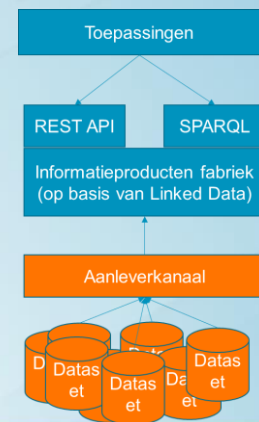 Toepassingen
REST API
SPARQL
Informatieproducten fabriek
(op basis van Linked Data)
Aanleverkanaal
Datas
et
Datas
et
Datas
et